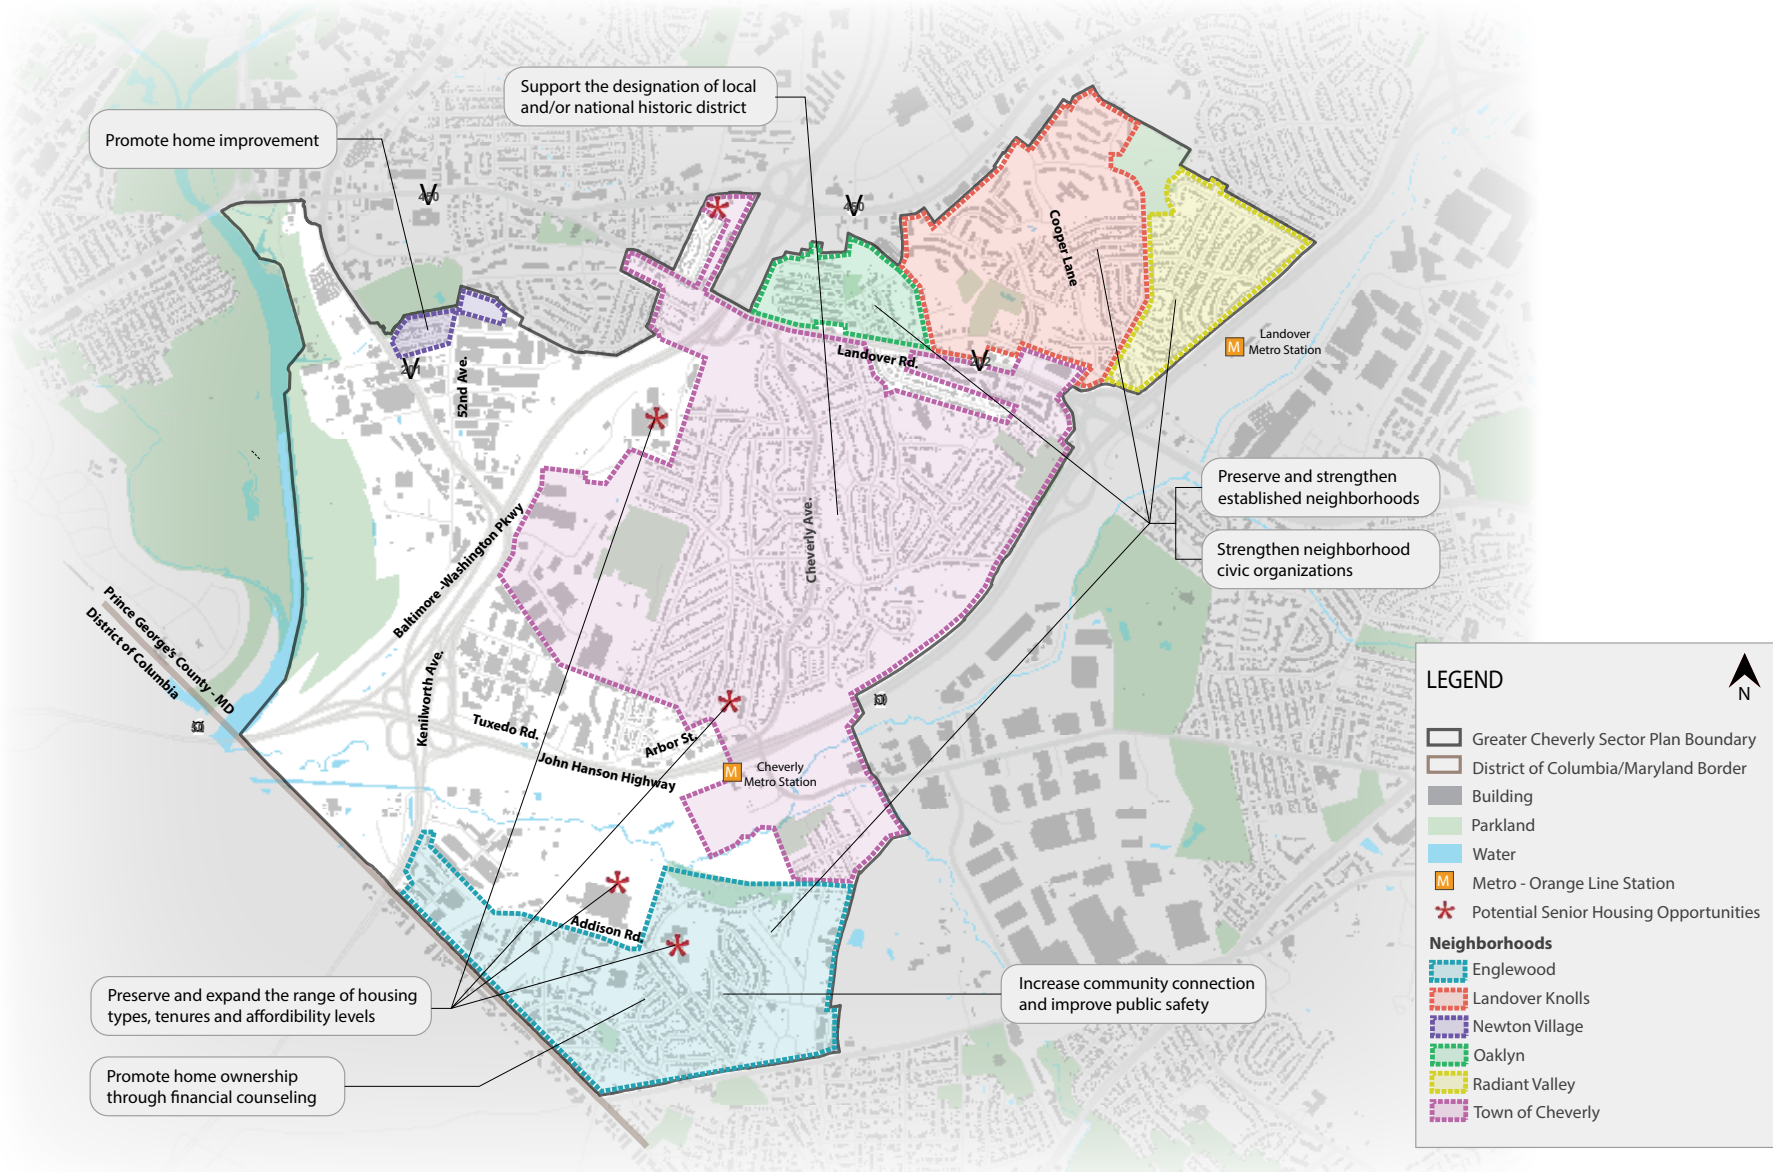 Support the designation of local
and/or national historic district
Promote home improvement
450
450
Cooper Lane
Landover
Metro Station
Landover Rd.
202
201
52nd Ave.
Preserve and strengthen
established neighborhoods
Strengthen neighborhood
civic organizations
Cheverly Ave.
Baltimore -Washington Pkwy
Prince George's County - MD
District of Columbia
Kenilworth Ave.
Tuxedo Rd.
Arbor St.
John Hanson Highway
M
Cheverly
Metro Station
M
Addison Rd.
Preserve and expand the range of housing
types, tenures and affordibility levels
Increase community connection
and improve public safety
Promote home ownership
through financial counseling
LEGEND
N
Greater Cheverly Sector Plan Boundary
District of Columbia/Maryland Border
Building
Parkland
Water
M
Metro - Orange Line Station
Potential Senior Housing Opportunities
Neighborhoods
Englewood
Landover Knolls
Newton Village
Oaklyn
Radiant Valley
Town of Cheverly